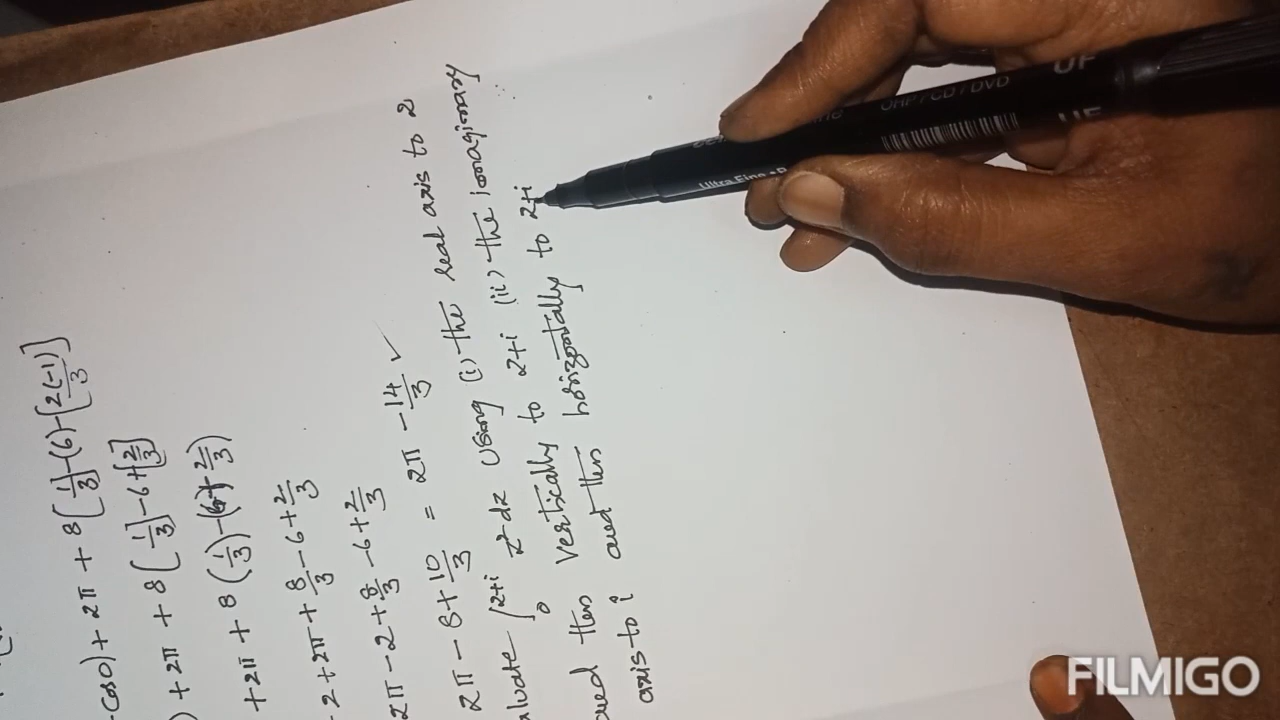 cos0) + 2π + 8[1/3] - (6) - [2(-1)/3]
) + 2π + 8[1/3] - 6 + [2/3]
+ 2π + 8(1/3) - (6 + 2/3)
- 2 + 2π + 8/3 - 6 + 2/3
2π - 2 + 8/3 - 6 + 2/3
2π - 8 + 10/3 = 2π - 14/3 ✓
aluate ∫₀²⁺ⁱ z² dz using (i) the real axis to 2
and then vertically to 2+i (ii) the imaginary
axis to i and then horizontally to 2+i
OHP / CD / DVD
UF
UF
Ultra Fine
FILMIGO